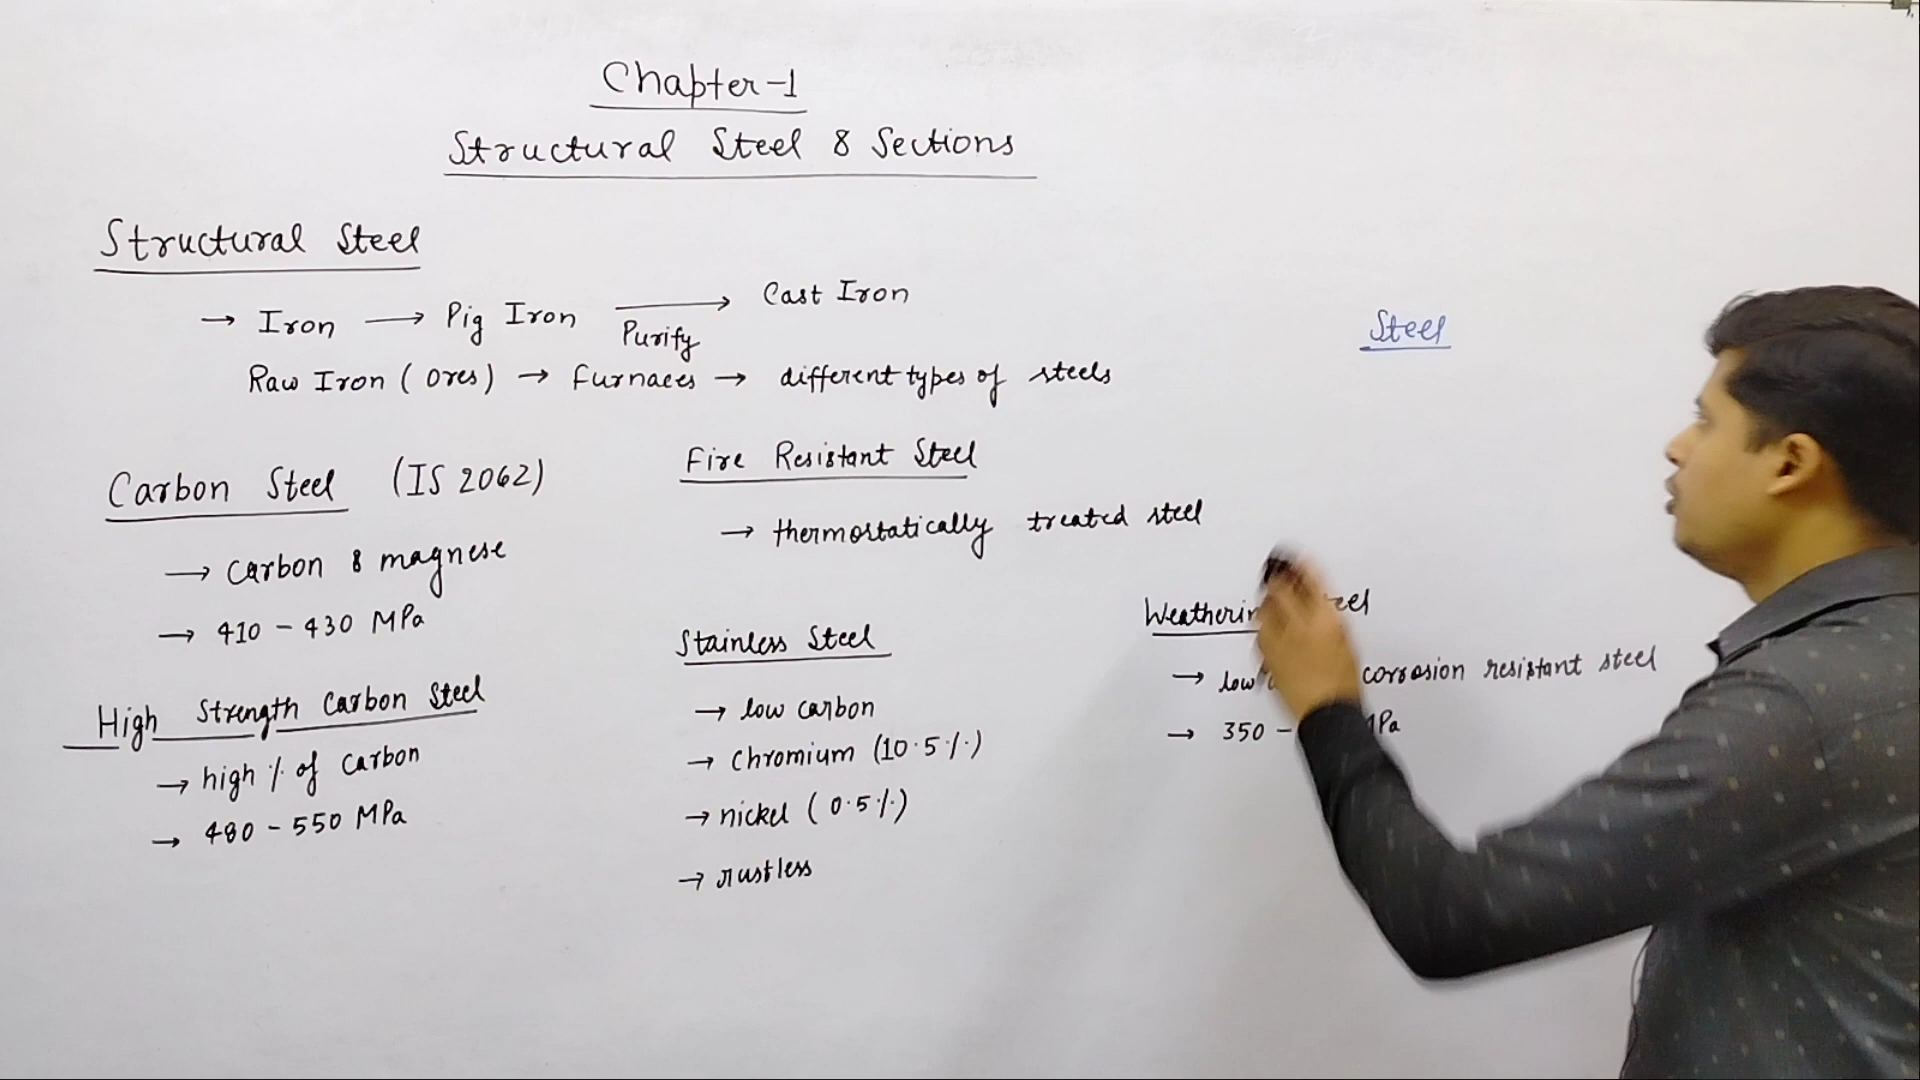 Chapter-1
Structural Steel & Sections
Structural Steel
→ Iron → Pig Iron → Cast Iron
Purify
Raw Iron (Ores) → Furnaces → different types of steels
Steel
Carbon Steel (IS 2062)
→ Carbon & magnese
→ 410 - 430 MPa
High Strength Carbon Steel
→ high % of carbon
→ 480 - 550 MPa
Fire Resistant Steel
→ thermostatically treated steel
Stainless Steel
→ low carbon
→ chromium (10.5%)
→ nickel (0.5%)
→ rustless
→ low corrosion resistant steel
→ 350 -